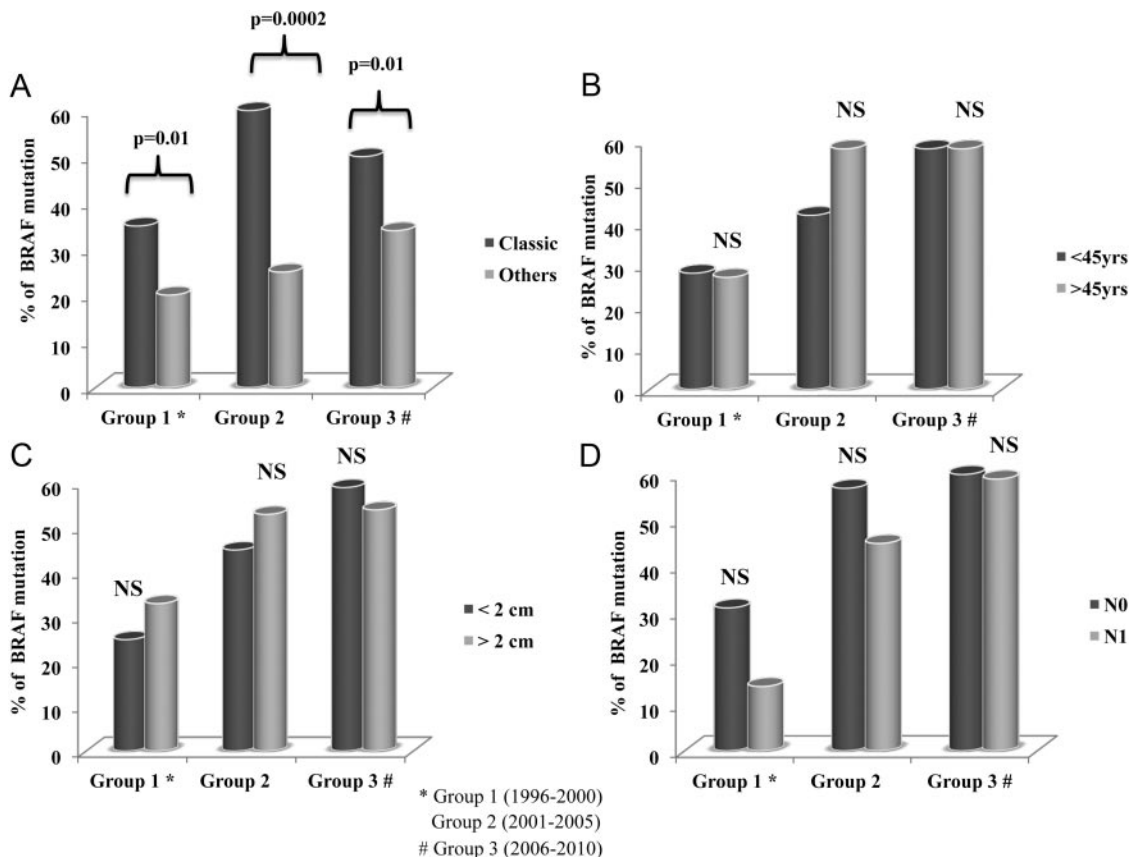 A
p=0.01
p=0.0002
p=0.01
% of BRAF mutation
60
50
40
30
20
10
0
Group 1 *
Group 2
Group 3 #
Classic
Others
B
NS
NS
NS
% of BRAF mutation
60
50
40
30
20
10
0
Group 1 *
Group 2
Group 3 #
<45yrs
>45yrs
C
NS
NS
NS
% of BRAF mutation
60
50
40
30
20
10
0
Group 1 *
Group 2
Group 3 #
< 2 cm
> 2 cm
D
NS
NS
NS
% of BRAF mutation
60
50
40
30
20
10
0
Group 1 *
Group 2
Group 3 #
N0
N1
* Group 1 (1996-2000)
Group 2 (2001-2005)
# Group 3 (2006-2010)